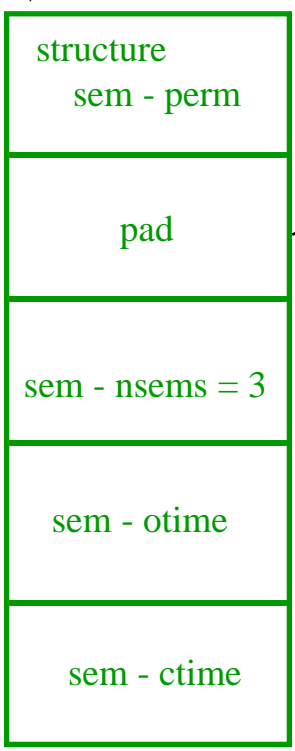 structure
sem - perm
pad
sem - nsems = 3
sem - otime
sem - ctime